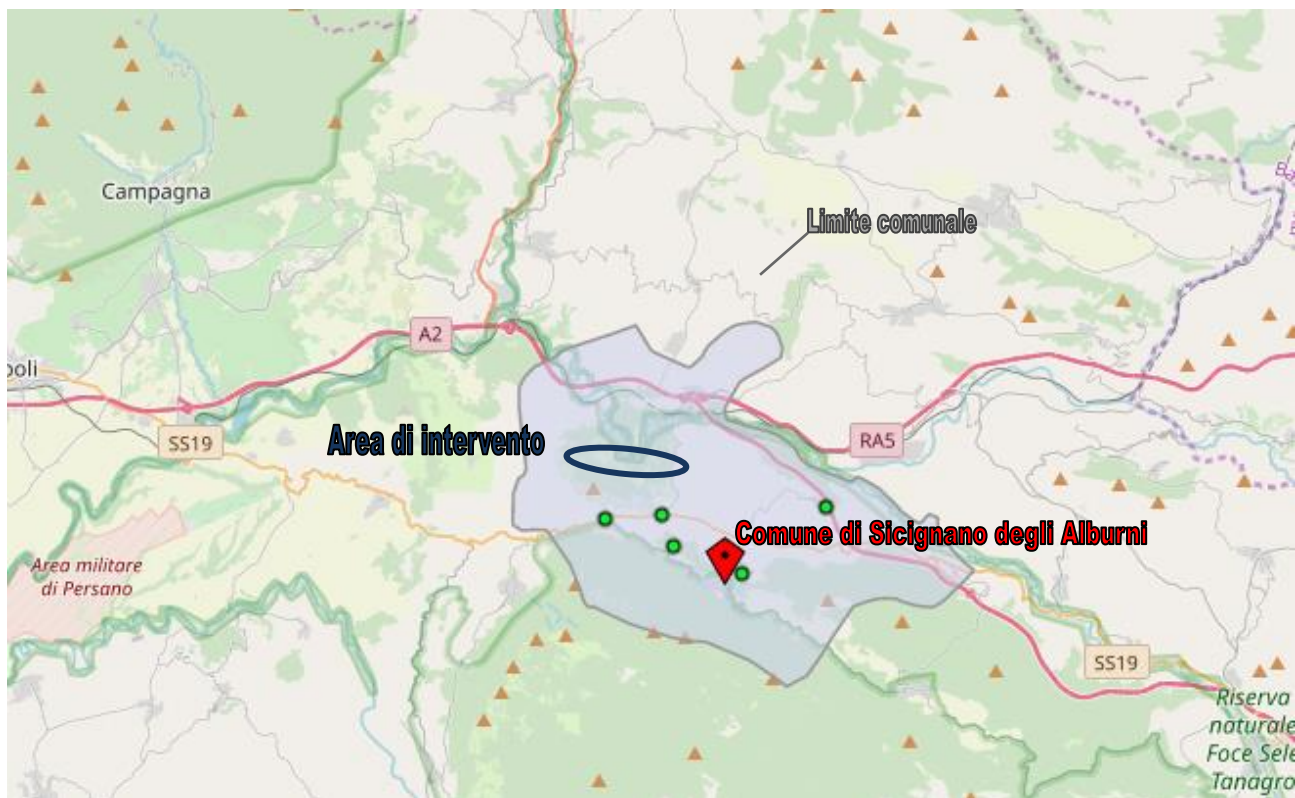 Campagna
Limite comunale
A2
poli
SS19
Area di intervento
RA5
Comune di Sicignano degli Alburni
Area militare
di Persano
SS19
Riserva
naturale
Foce Sele
Tanagro